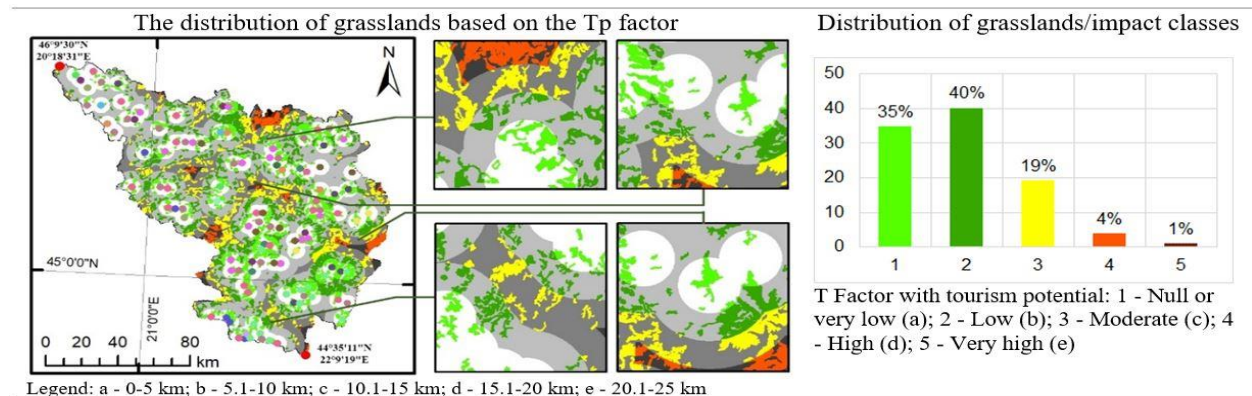 The distribution of grasslands based on the Tp factor
46°9'30"N
20°18'31"E
N
45°0'0"N
21°0'0"E
0 20 40 80
km
44°35'11"N
22°9'19"E
Legend: a - 0-5 km; b - 5.1-10 km; c - 10.1-15 km; d - 15.1-20 km; e - 20.1-25 km
Distribution of grasslands/impact classes
50
40
30
20
10
0
35%
40%
19%
4%
1%
1 2 3 4 5
T Factor with tourism potential: 1 - Null or
very low (a); 2 - Low (b); 3 - Moderate (c); 4
- High (d); 5 - Very high (e)